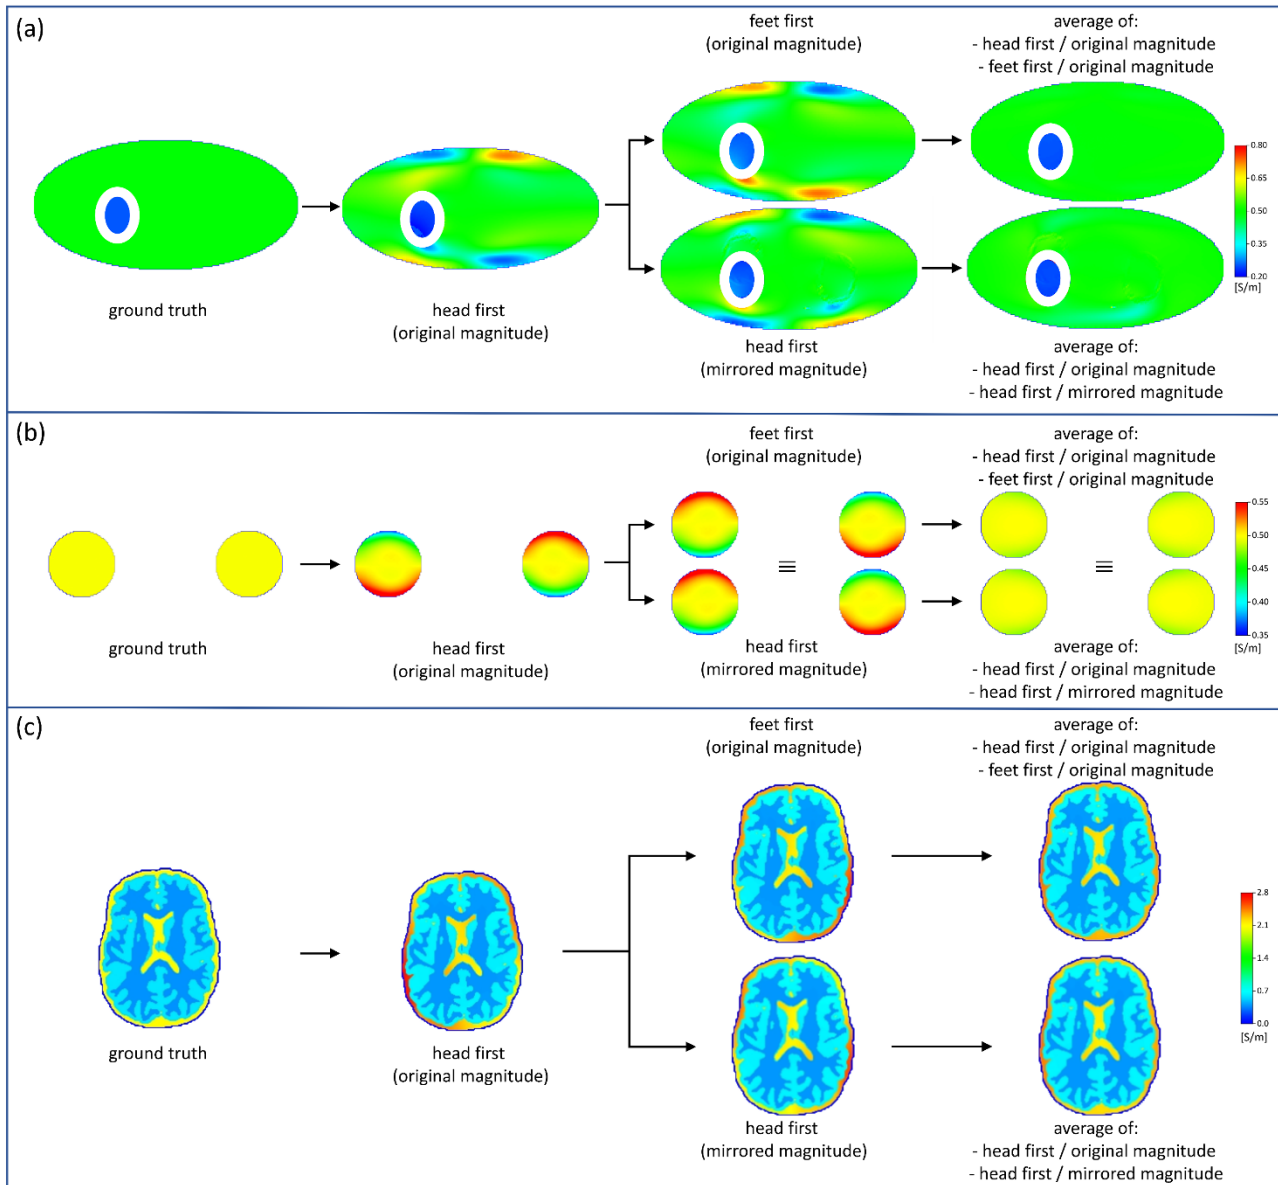 (a)
feet first
(original magnitude)
average of:
- head first / original magnitude
- feet first / original magnitude
0.80
0.65
0.50
0.35
0.20
[S/m]
ground truth
head first
(original magnitude)
head first
(mirrored magnitude)
average of:
- head first / original magnitude
- head first / mirrored magnitude
(b)
feet first
(original magnitude)
average of:
- head first / original magnitude
- feet first / original magnitude
≡
≡
0.55
0.50
0.45
0.40
0.35
[S/m]
ground truth
head first
(original magnitude)
head first
(mirrored magnitude)
average of:
- head first / original magnitude
- head first / mirrored magnitude
(c)
feet first
(original magnitude)
average of:
- head first / original magnitude
- feet first / original magnitude
2.8
2.1
1.4
0.7
0.0
[S/m]
ground truth
head first
(original magnitude)
head first
(mirrored magnitude)
average of:
- head first / original magnitude
- head first / mirrored magnitude